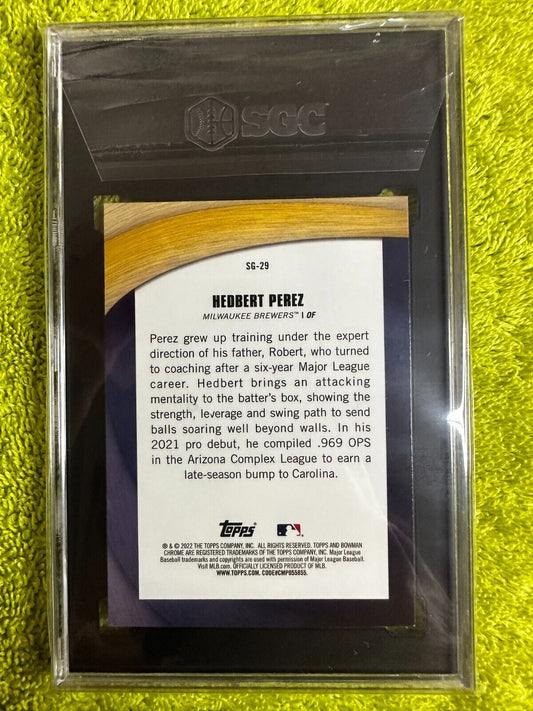 SGC
SG-29
HEDBERT PEREZ
MILWAUKEE BREWERS™ | OF
Perez grew up training under the expert
direction of his father, Robert, who turned
to coaching after a six-year Major League
career. Hedbert brings an attacking
mentality to the batter's box, showing the
strength, leverage and swing path to send
balls soaring well beyond walls. In his
2021 pro debut, he compiled .969 OPS
in the Arizona Complex League to earn a
late-season bump to Carolina.
topps
® & © 2022 THE TOPPS COMPANY, INC. ALL RIGHTS RESERVED. TOPPS AND BOWMAN
CHROME ARE REGISTERED TRADEMARKS OF THE TOPPS COMPANY, INC. Major League
Baseball trademarks and copyrights are used with permission of Major League Baseball.
Visit MLB.com. OFFICIALLY LICENSED PRODUCT OF MLB.
WWW.TOPPS.COM. CODE#CMP055855.